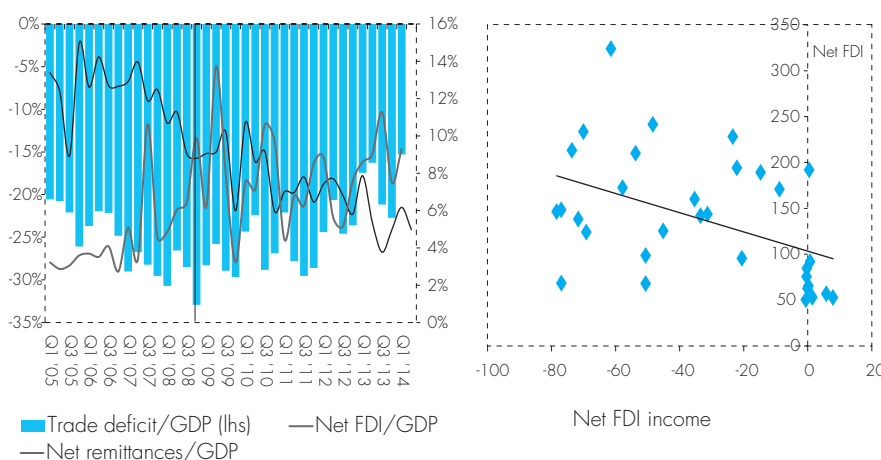 0%
-5%
-10%
-15%
-20%
-25%
-30%
-35%
16%
14%
12%
10%
8%
6%
4%
2%
0%
Q1 '05
Q3 '05
Q1 '06
Q3 '06
Q1 '07
Q3 '07
Q1 '08
Q3 '08
Q1 '09
Q3 '09
Q1 '10
Q3 '10
Q1 '11
Q3 '11
Q1 '12
Q3 '12
Q1 '13
Q3 '13
Q1 '14
Trade deficit/GDP (lhs)
Net FDI/GDP
Net remittances/GDP
350
Net FDI
300
250
200
150
100
50
0
-100
-80
-60
-40
-20
0
20
Net FDI income